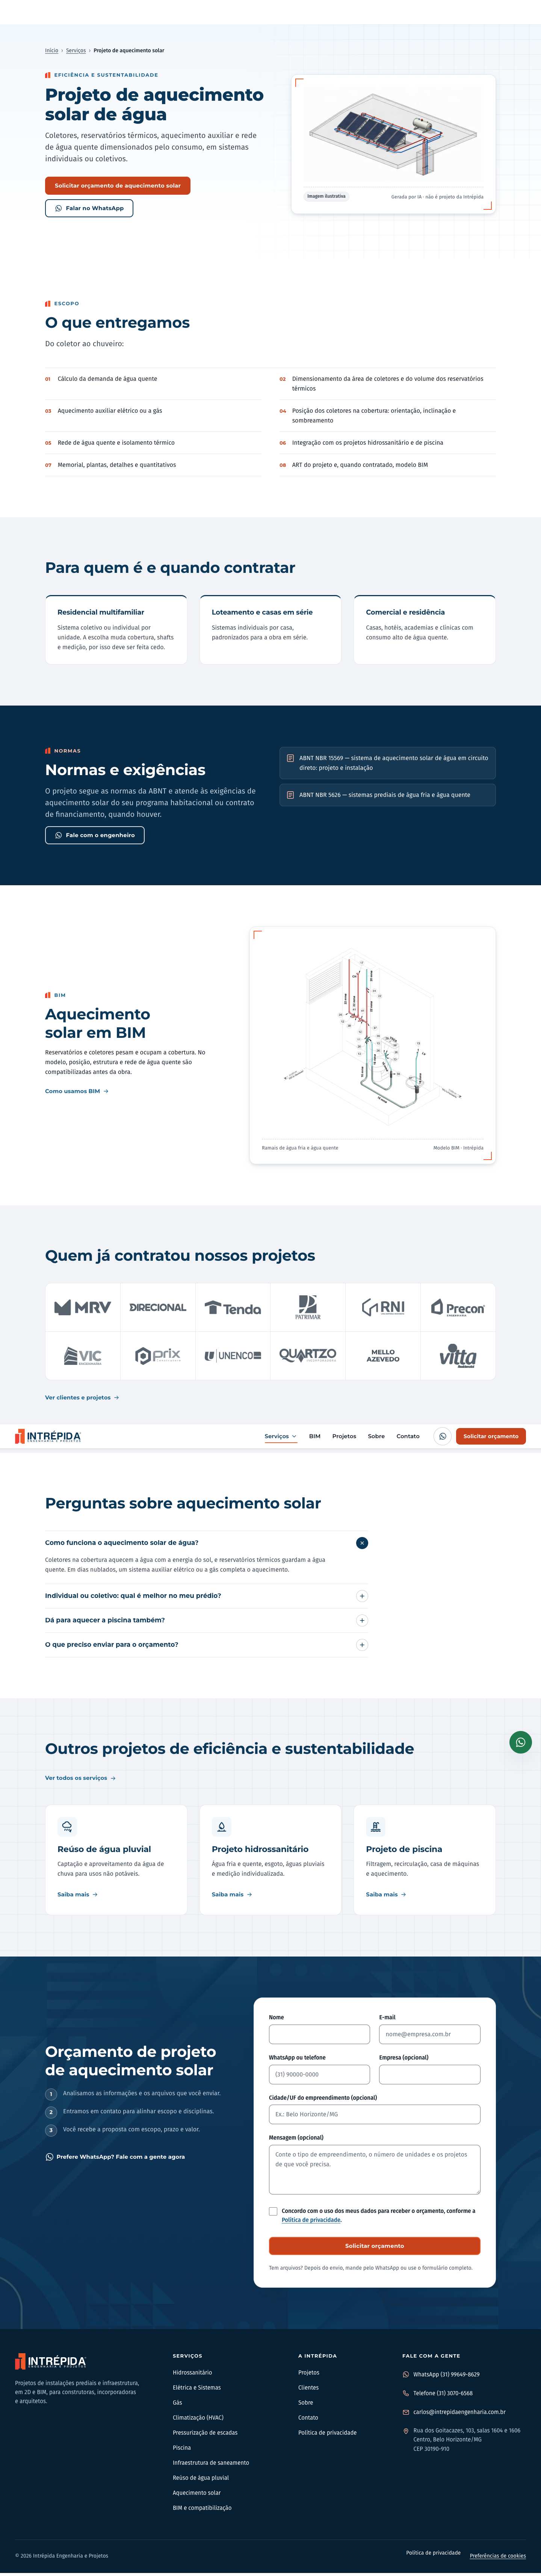 Início › Serviços › Projeto de aquecimento solar
EFICIÊNCIA E SUSTENTABILIDADE
Projeto de aquecimento
solar de água
Coletores, reservatórios térmicos, aquecimento auxiliar e rede
de água quente dimensionados pelo consumo, em sistemas
individuais ou coletivos.
Solicitar orçamento de aquecimento solar
Falar no WhatsApp
Imagem ilustrativa
Gerada por IA · não é projeto da Intrépida
ESCOPO
O que entregamos
Do coletor ao chuveiro:
01 Cálculo da demanda de água quente
02 Dimensionamento da área de coletores e do volume dos reservatórios
térmicos
03 Aquecimento auxiliar elétrico ou a gás
04 Posição dos coletores na cobertura: orientação, inclinação e
sombreamento
05 Rede de água quente e isolamento térmico
06 Integração com os projetos hidrossanitário e de piscina
07 Memorial, plantas, detalhes e quantitativos
08 ART do projeto e, quando contratado, modelo BIM
Para quem é e quando contratar
Residencial multifamiliar
Sistema coletivo ou individual por
unidade. A escolha muda cobertura, shafts
e medição, por isso deve ser feita cedo.
Loteamento e casas em série
Sistemas individuais por casa,
padronizados para a obra em série.
Comercial e residência
Casas, hotéis, academias e clínicas com
consumo alto de água quente.
NORMAS
Normas e exigências
O projeto segue as normas da ABNT e atende às exigências de
aquecimento solar do seu programa habitacional ou contrato
de financiamento, quando houver.
Fale com o engenheiro
ABNT NBR 15569 — sistema de aquecimento solar de água em circuito
direto: projeto e instalação
ABNT NBR 5626 — sistemas prediais de água fria e água quente
BIM
Aquecimento
solar em BIM
Reservatórios e coletores pesam e ocupam a cobertura. No
modelo, posição, estrutura e rede de água quente são
compatibilizadas antes da obra.
Como usamos BIM →
Ramais de água fria e água quente
Modelo BIM · Intrépida
Quem já contratou nossos projetos
MRV
DIRECIONAL
Tenda
PATRIMAR
RNI
Precon
VIC
prix
UNENCO
QUARTZO
MELLO
AZEVEDO
vitta
Ver clientes e projetos →
INTRÉPIDA
ENGENHARIA E PROJETOS
Serviços
BIM
Projetos
Sobre
Contato
Solicitar orçamento
Perguntas sobre aquecimento solar
Como funciona o aquecimento solar de água?
Coletores na cobertura aquecem a água com a energia do sol, e reservatórios térmicos guardam a água
quente. Em dias nublados, um sistema auxiliar elétrico ou a gás completa o aquecimento.
Individual ou coletivo: qual é melhor no meu prédio?
Dá para aquecer a piscina também?
O que preciso enviar para o orçamento?
Outros projetos de eficiência e sustentabilidade
Ver todos os serviços →
Reúso de água pluvial
Captação e aproveitamento da água de
chuva para usos não potáveis.
Saiba mais →
Projeto hidrossanitário
Água fria e quente, esgoto, águas pluviais
e medição individualizada.
Saiba mais →
Projeto de piscina
Filtragem, recirculação, casa de máquinas
e aquecimento.
Saiba mais →
Orçamento de projeto
de aquecimento solar
1 Analisamos as informações e os arquivos que você enviar.
2 Entramos em contato para alinhar escopo e disciplinas.
3 Você recebe a proposta com escopo, prazo e valor.
Prefere WhatsApp? Fale com a gente agora
Nome
E-mail
nome@empresa.com.br
WhatsApp ou telefone
(31) 90000-0000
Empresa (opcional)
Cidade/UF do empreendimento (opcional)
Ex.: Belo Horizonte/MG
Mensagem (opcional)
Conte o tipo de empreendimento, o número de unidades e os projetos
de que você precisa.
Concordo com o uso dos meus dados para receber o orçamento, conforme a
Política de privacidade.
Solicitar orçamento
Tem arquivos? Depois do envio, mande pelo WhatsApp ou use o formulário completo.
INTRÉPIDA
ENGENHARIA E PROJETOS
Projetos de instalações prediais e infraestrutura,
em 2D e BIM, para construtoras, incorporadoras
e arquitetos.
SERVIÇOS
Hidrossanitário
Elétrica e Sistemas
Gás
Climatização (HVAC)
Pressurização de escadas
Piscina
Infraestrutura de saneamento
Reúso de água pluvial
Aquecimento solar
BIM e compatibilização
A INTRÉPIDA
Projetos
Clientes
Sobre
Contato
Política de privacidade
FALE COM A GENTE
WhatsApp (31) 99649-8629
Telefone (31) 3070-6568
carlos@intrepidaengenharia.com.br
Rua dos Goitacazes, 103, salas 1604 e 1606
Centro, Belo Horizonte/MG
CEP 30190-910
© 2026 Intrépida Engenharia e Projetos
Política de privacidade
Preferências de cookies